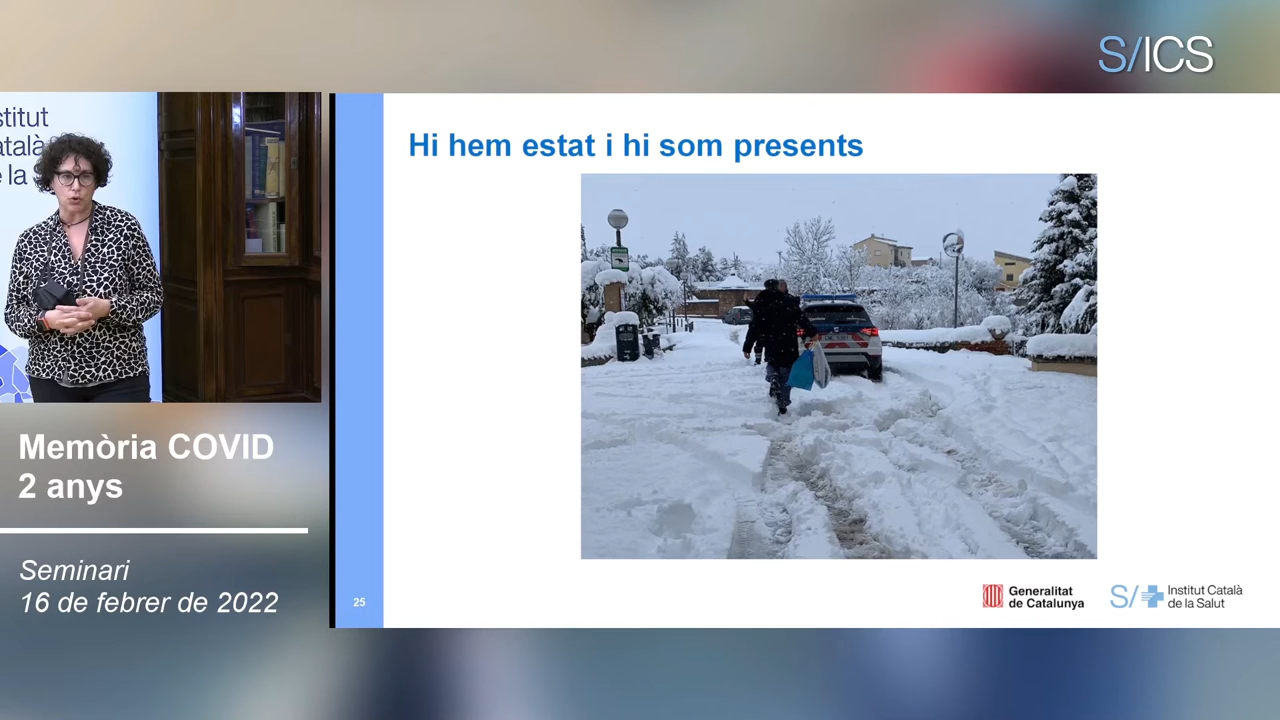 S/ICS
stitut
atalà
e la S
Hi hem estat i hi som presents
Memòria COVID
2 anys
Seminari
16 de febrer de 2022
25
Generalitat
de Catalunya
S/ Institut Català
de la Salut